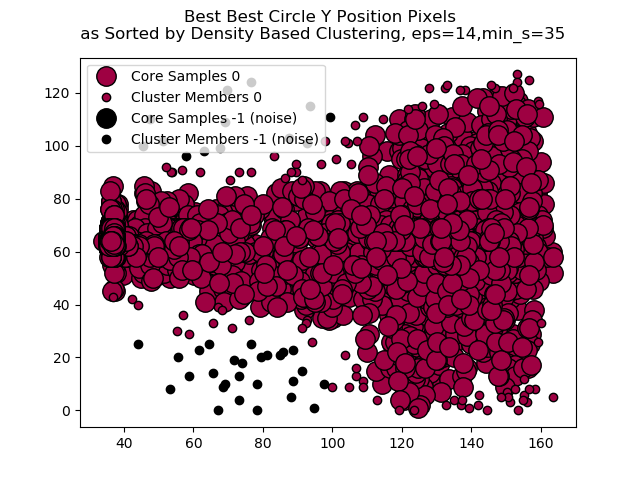 Best Best Circle Y Position Pixels
as Sorted by Density Based Clustering, eps=14,min_s=35
Core Samples 0
Cluster Members 0
Core Samples -1 (noise)
Cluster Members -1 (noise)
120
100
80
60
40
20
0
40 60 80 100 120 140 160